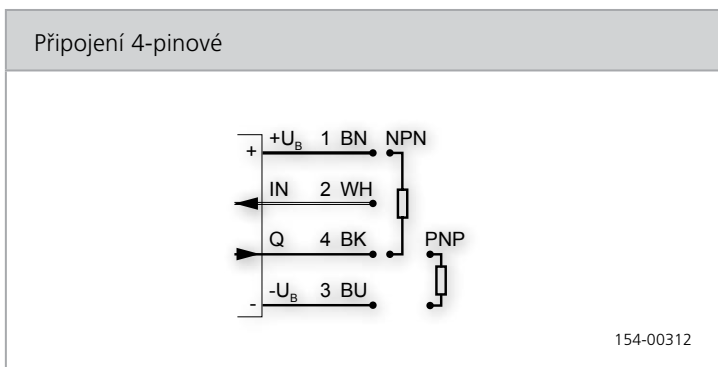 Připojení 4-pinové
+ +U_B 1 BN NPN
IN 2 WH
Q 4 BK PNP
- -U_B 3 BU
154-00312